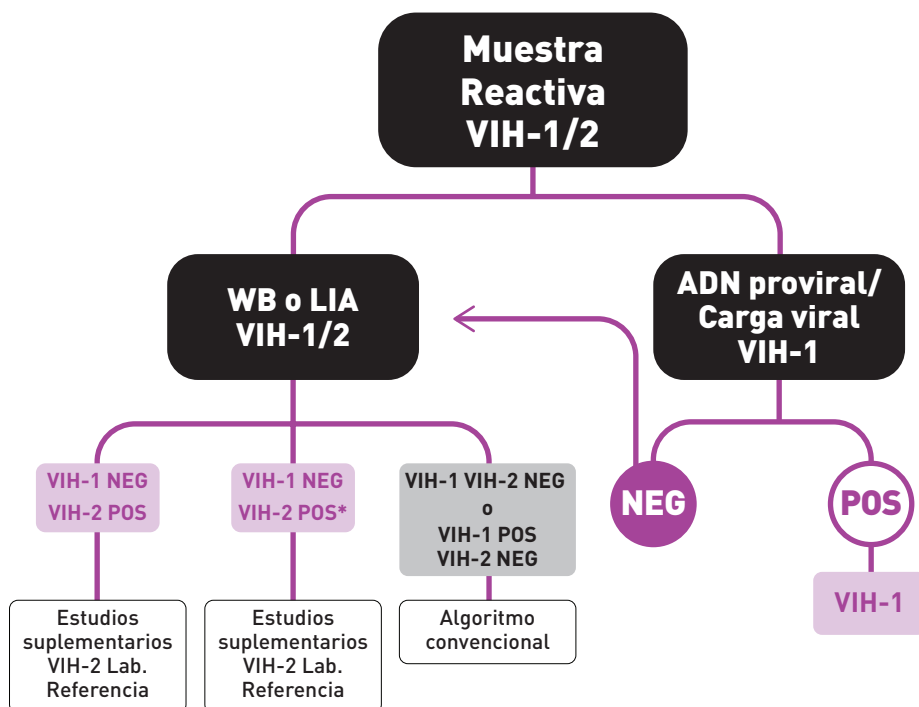 Muestra
Reactiva
VIH-1/2
WB o LIA
VIH-1/2
ADN proviral/
Carga viral
VIH-1
VIH-1 NEG
VIH-2 POS
VIH-1 NEG
VIH-2 POS*
VIH-1 VIH-2 NEG
o
VIH-1 POS
VIH-2 NEG
NEG
POS
Estudios
suplementarios
VIH-2 Lab.
Referencia
Estudios
suplementarios
VIH-2 Lab.
Referencia
Algoritmo
convencional
VIH-1